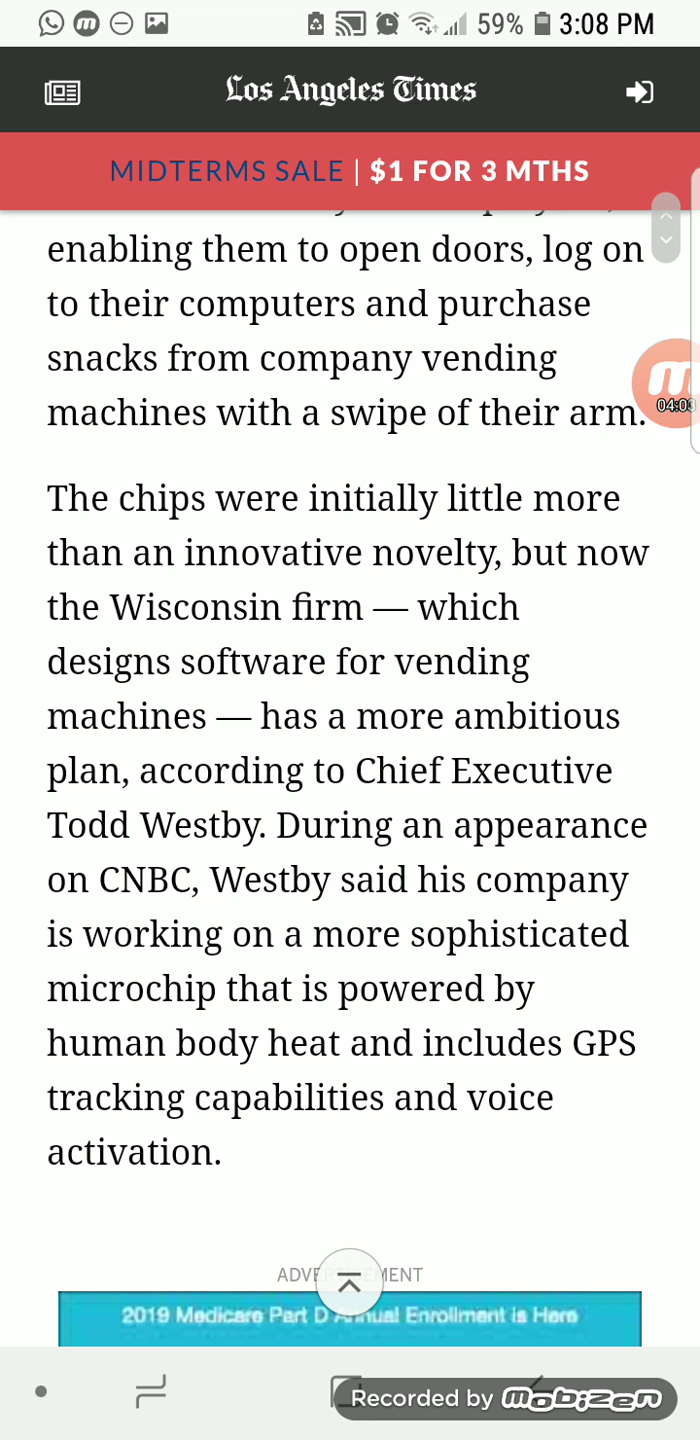 59% 3:08 PM
Los Angeles Times
MIDTERMS SALE | $1 FOR 3 MTHS
enabling them to open doors, log on
to their computers and purchase
snacks from company vending
machines with a swipe of their arm.
04:03
The chips were initially little more
than an innovative novelty, but now
the Wisconsin firm — which
designs software for vending
machines — has a more ambitious
plan, according to Chief Executive
Todd Westby. During an appearance
on CNBC, Westby said his company
is working on a more sophisticated
microchip that is powered by
human body heat and includes GPS
tracking capabilities and voice
activation.
ADVERTISEMENT
2019 Medicare Part D Annual Enrollment is Here
Recorded by mobizen